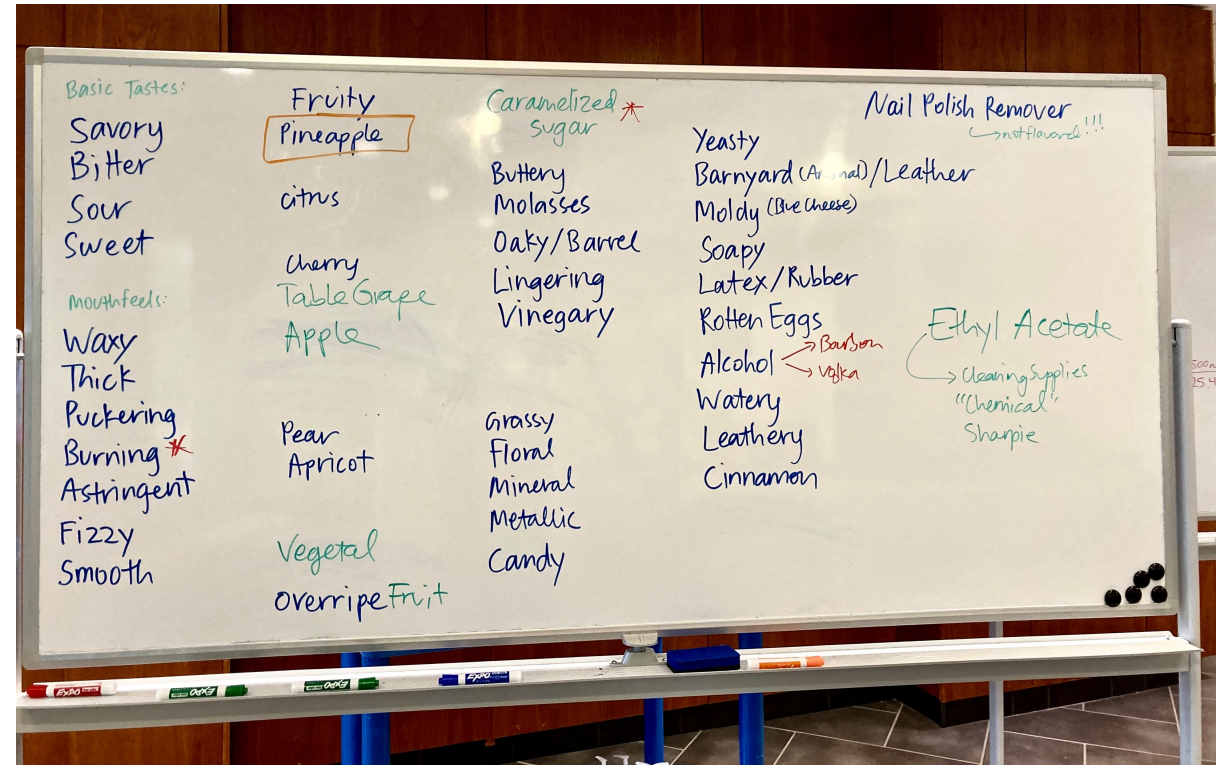 Basic Tastes:
Savory
Bitter
Sour
Sweet
Mouthfeels:
Waxy
Thick
Puckering
Burning *
Astringent
Fizzy
Smooth
Fruity
Pineapple
citrus
Cherry
Table Grape
Apple
Pear
Apricot
Vegetal
Overripe Fruit
Caramelized *
sugar
Buttery
Molasses
Oaky/Barrel
Lingering
Vinegary
Grassy
Floral
Mineral
Metallic
Candy
Yeasty
Barnyard /Leather
Moldy (Blue Cheese)
Soapy
Latex/Rubber
Rotten Eggs
Alcohol
Bourbon
Vodka
Watery
Leathery
Cinnamon
Nail Polish Remover
not flavored!!!
Ethyl Acetate
Cleaning Supplies
"Chemical"
Sharpie
EXPO
EXPO
EXPO
EXPO